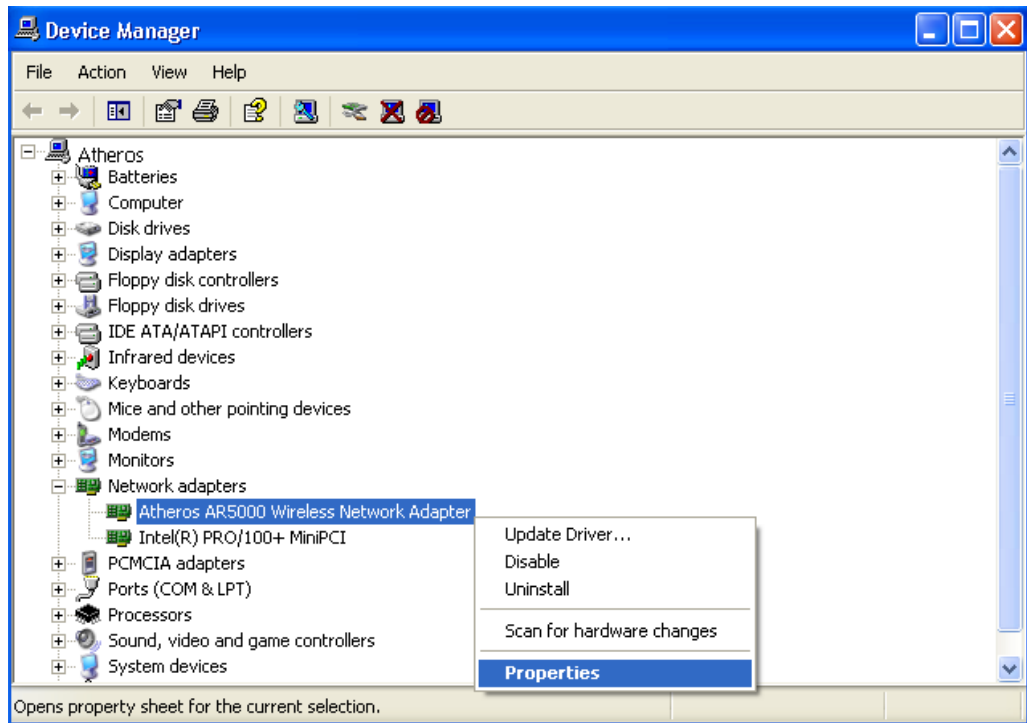 Device Manager
File Action View Help
Atheros
Batteries
Computer
Disk drives
Display adapters
Floppy disk controllers
Floppy disk drives
IDE ATA/ATAPI controllers
Infrared devices
Keyboards
Mice and other pointing devices
Modems
Monitors
Network adapters
Atheros AR5000 Wireless Network Adapter
Intel(R) PRO/100+ MiniPCI
PCMCIA adapters
Ports (COM & LPT)
Processors
Sound, video and game controllers
System devices
Update Driver...
Disable
Uninstall
Scan for hardware changes
Properties
Opens property sheet for the current selection.